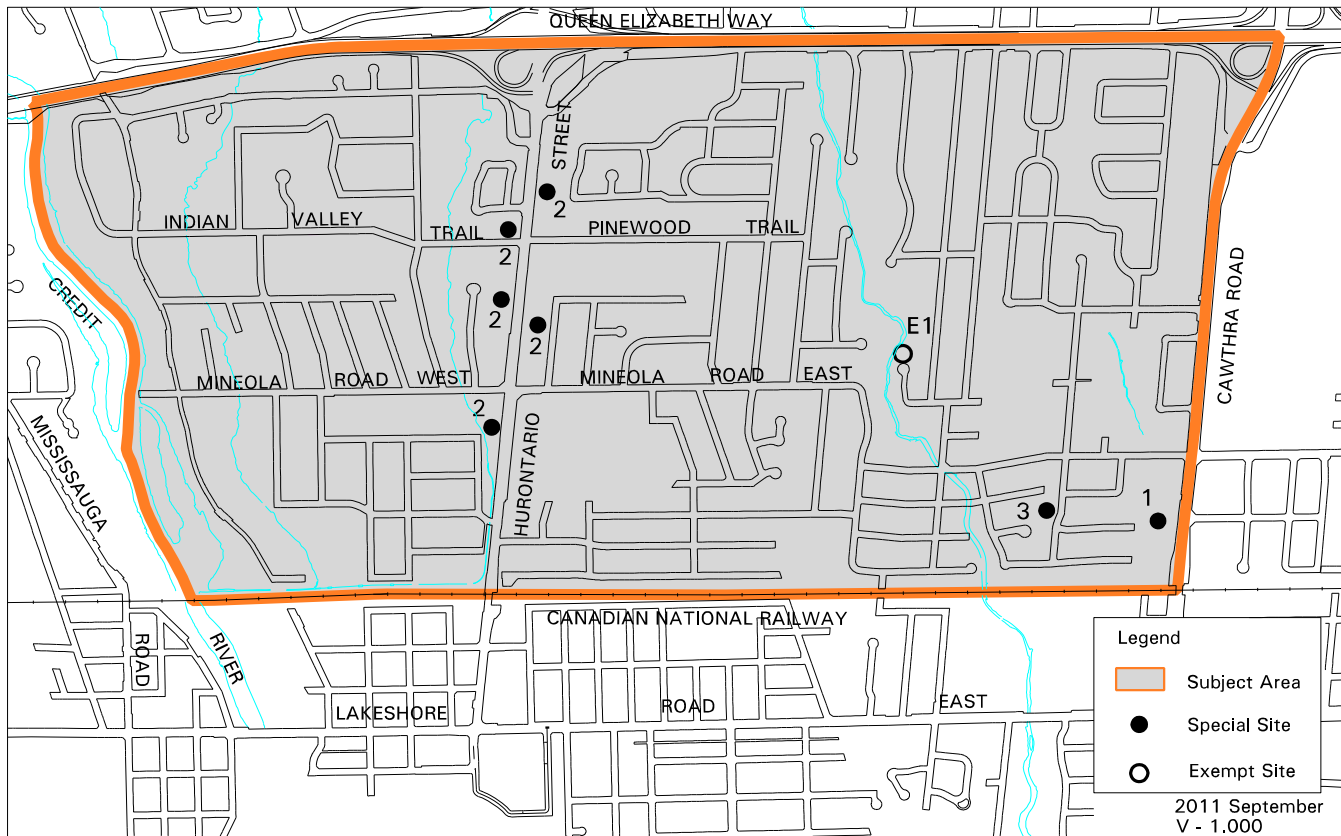 QUEEN ELIZABETH WAY
STREET
2
INDIAN VALLEY TRAIL PINEWOOD TRAIL
2
CREDIT
2
2
E1
CAWTHRA ROAD
MINEOLA ROAD WEST MINEOLA ROAD EAST
2
MISSISSAUGA
HURONTARIO
3
1
CANADIAN NATIONAL RAILWAY
ROAD
RIVER
LAKESHORE ROAD EAST
Legend
Subject Area
Special Site
Exempt Site
2011 September
V - 1.000